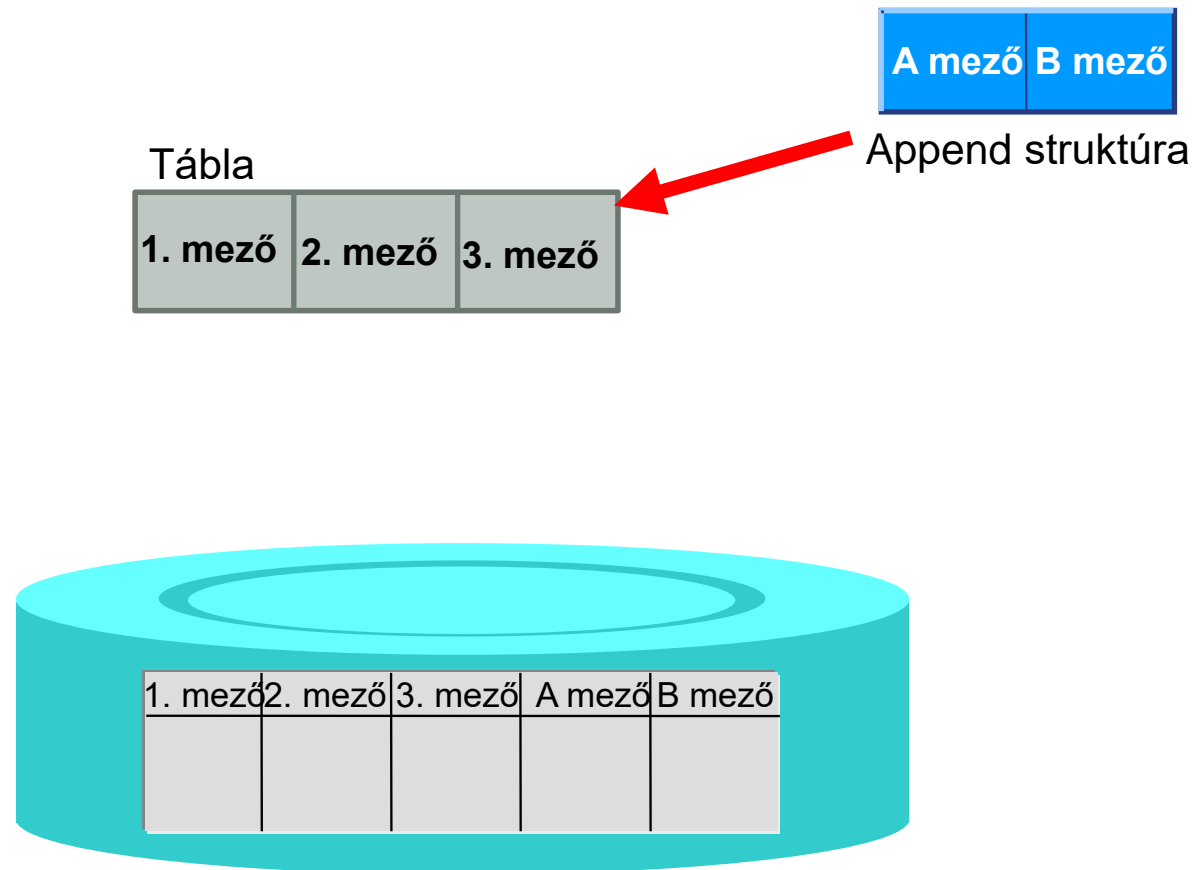 A mező B mező
Append struktúra
Tábla
1. mező 2. mező 3. mező
1. mező 2. mező 3. mező A mező B mező